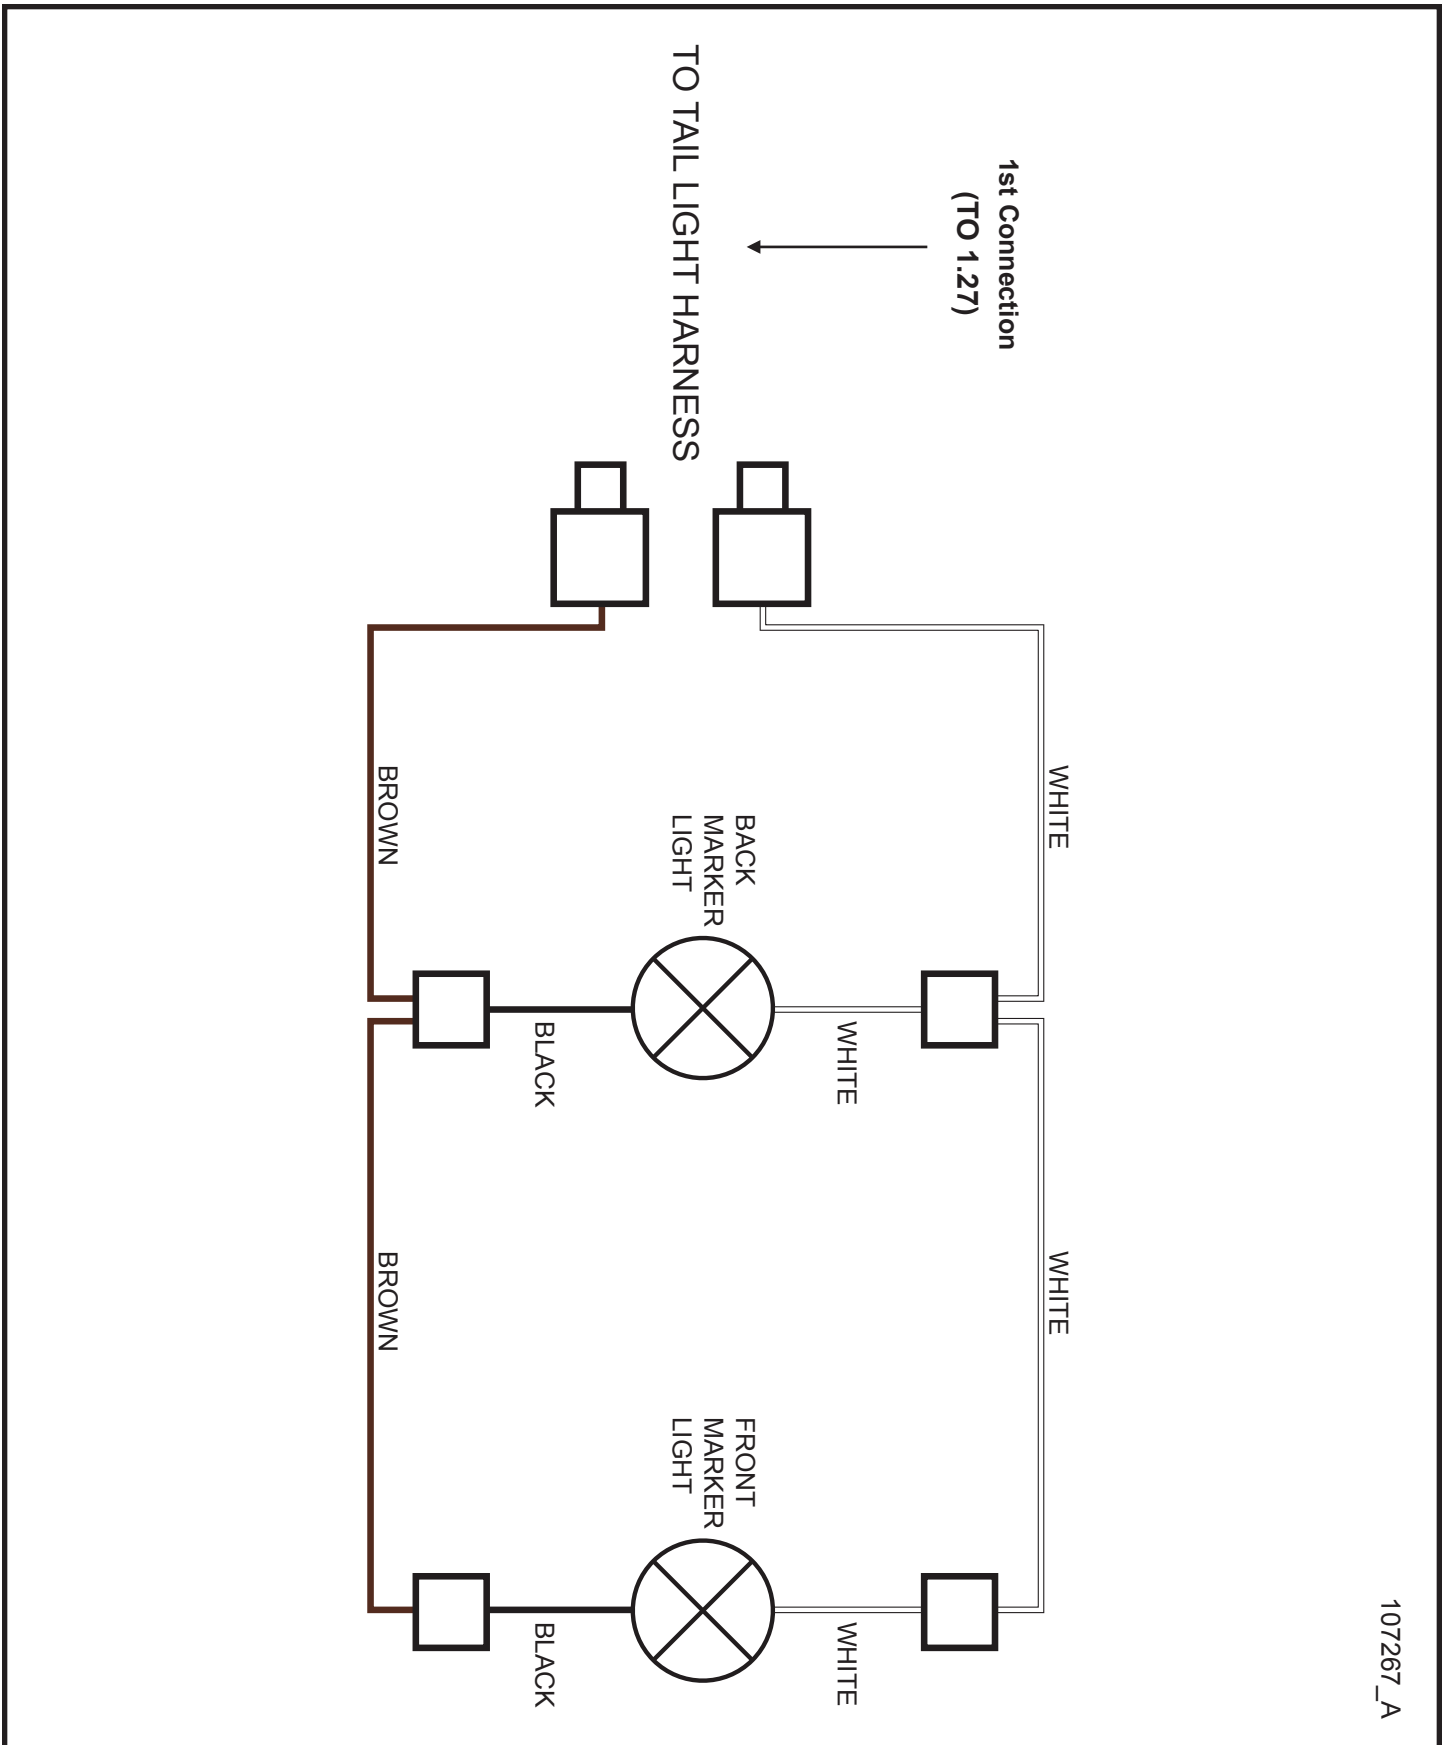 107267_A
1st Connection
(TO 1.27)
TO TAIL LIGHT HARNESS
WHITE
WHITE
WHITE
WHITE
BACK
MARKER
LIGHT
FRONT
MARKER
LIGHT
BLACK
BLACK
BROWN
BROWN